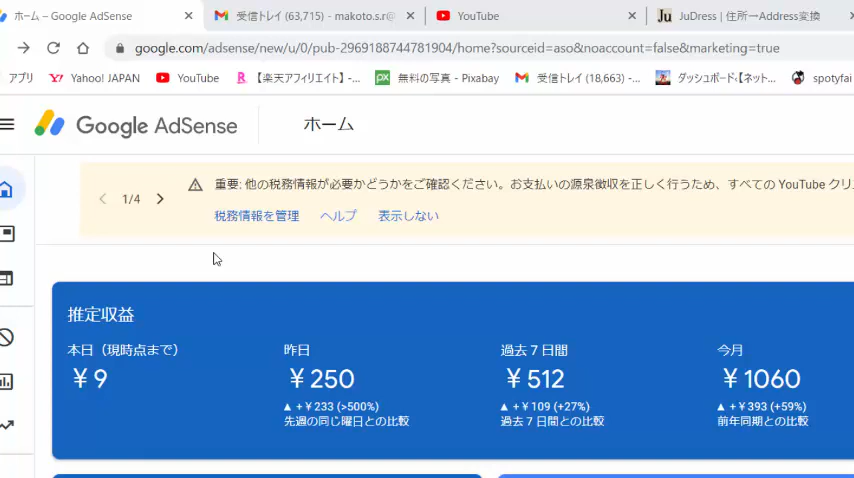 ホーム – Google AdSense
受信トレイ (63,715) - makoto.s.r@
YouTube
Ju JuDress | 住所→Address変換
google.com/adsense/new/u/0/pub-2969188744781904/home?sourceid=aso&noaccount=false&marketing=true
アプリ
Yahoo! JAPAN
YouTube
R 【楽天アフィリエイト】-...
px 無料の写真 - Pixabay
受信トレイ (18,663) -...
ダッシュボード・【ネット...
spotyfai
Google AdSense
ホーム
1/4
重要: 他の税務情報が必要かどうかをご確認ください。お支払いの源泉徴収を正しく行うため、すべての YouTube クリ
税務情報を管理 ヘルプ 表示しない
推定収益
本日（現時点まで） 昨日 過去 7 日間 今月
¥9 ¥250 ¥512 ¥1060
▲ +¥233 (>500%) ▲ +¥109 (+27%) ▲ +¥393 (+59%)
先週の同じ曜日との比較 過去 7 日間との比較 前年同期との比較